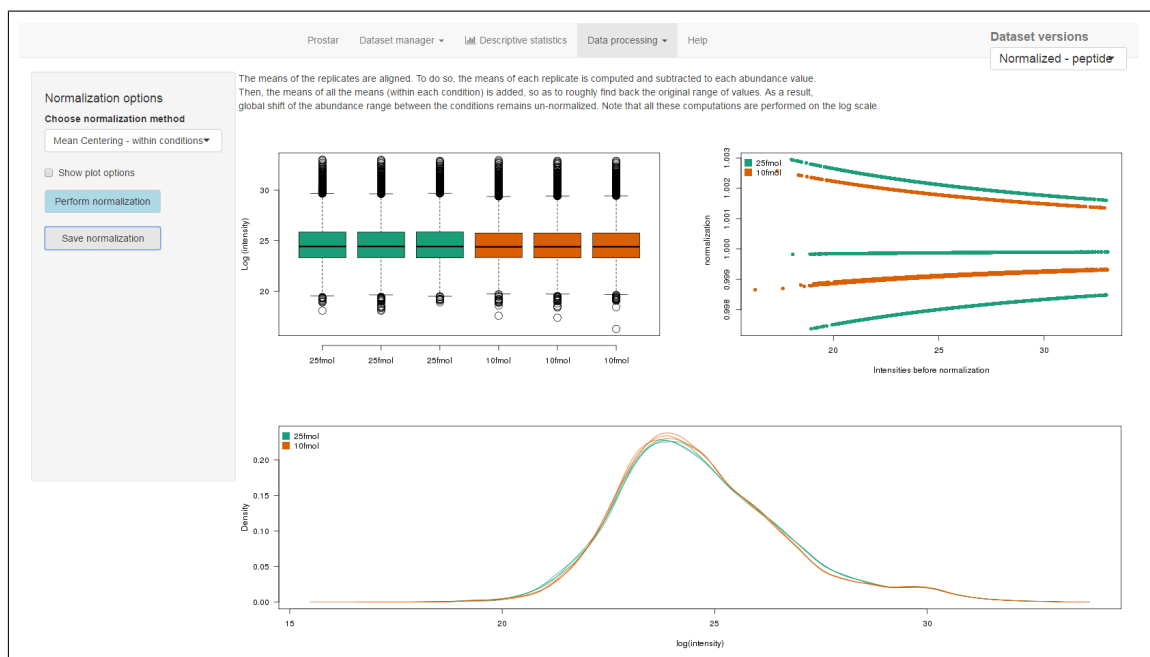 Prostar Dataset manager Descriptive statistics Data processing Help
Dataset versions
Normalized - peptide
Normalization options
Choose normalization method
Mean Centering - within conditions
Show plot options
Perform normalization
Save normalization
The means of the replicates are aligned. To do so, the means of each replicate is computed and subtracted to each abundance value.
Then, the means of all the means (within each condition) is added, so as to roughly find back the original range of values. As a result,
global shift of the abundance range between the conditions remains un-normalized. Note that all these computations are performed on the log scale.
Log (intensity)
30
25
20
25fmol 25fmol 25fmol 10fmol 10fmol 10fmol
25fmol
10fmol
normalization
1.003
1.002
1.001
1.000
0.999
0.998
20 25 30
Intensities before normalization
25fmol
10fmol
Density
0.20
0.15
0.10
0.05
0.00
15 20 25 30
log(intensity)